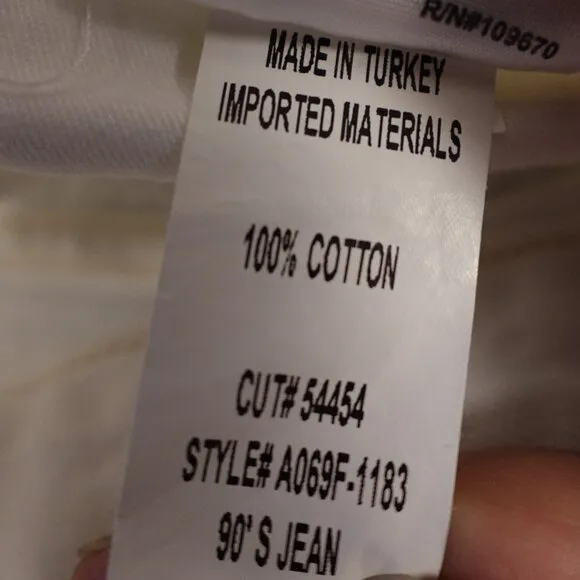 R/N#109670
MADE IN TURKEY
IMPORTED MATERIALS
100% COTTON
CUT# 54454
STYLE# A069F-1183
90' S JEAN